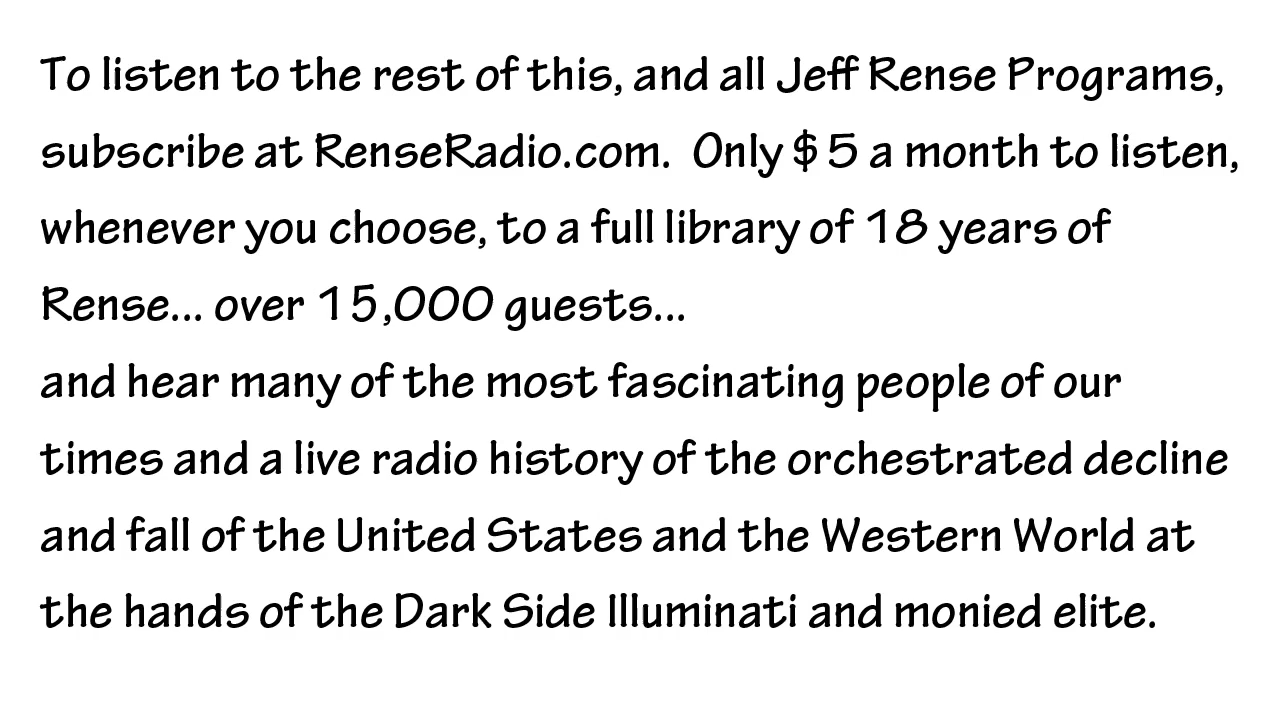 To listen to the rest of this, and all Jeff Rense Programs,
subscribe at RenseRadio.com.  Only $5 a month to listen,
whenever you choose, to a full library of 18 years of
Rense... over 15,000 guests...
and hear many of the most fascinating people of our
times and a live radio history of the orchestrated decline
and fall of the United States and the Western World at
the hands of the Dark Side Illuminati and monied elite.